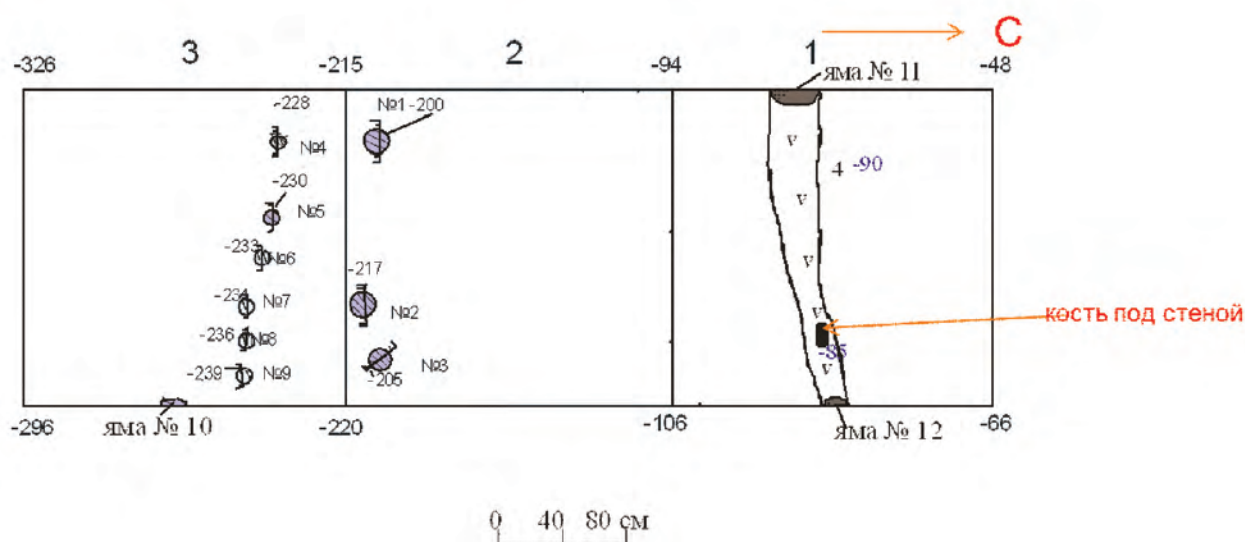 С
3 2 1
-326 -215 -94 -48
яма № 11
-228 №1 -200
№4
4 -90
-230
№5
-233 №6
-217
-234 №7
№2
кость под стеной
-236 №8
-85
-239 №9
-205 №3
яма № 10 яма № 12
-296 -220 -106 -66
v v v v v
0 40 80 см